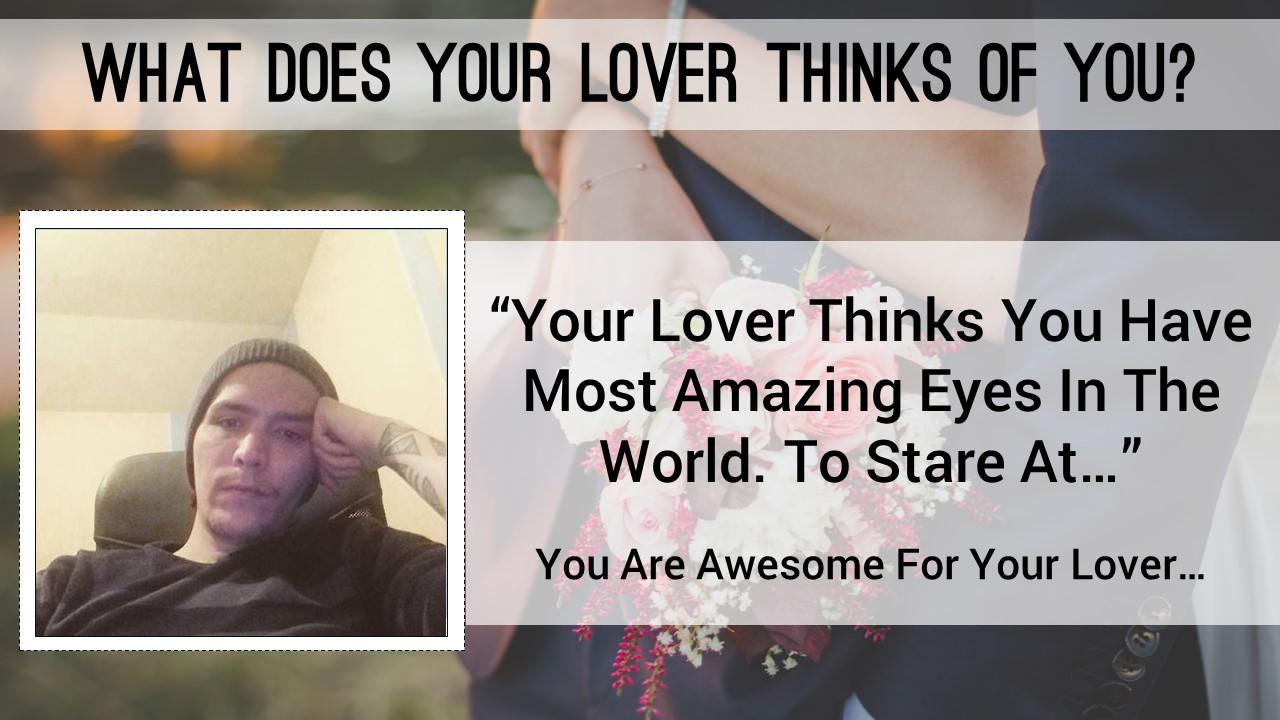 WHAT DOES YOUR LOVER THINKS OF YOU?
“Your Lover Thinks You Have
Most Amazing Eyes In The
World. To Stare At...”
You Are Awesome For Your Lover...